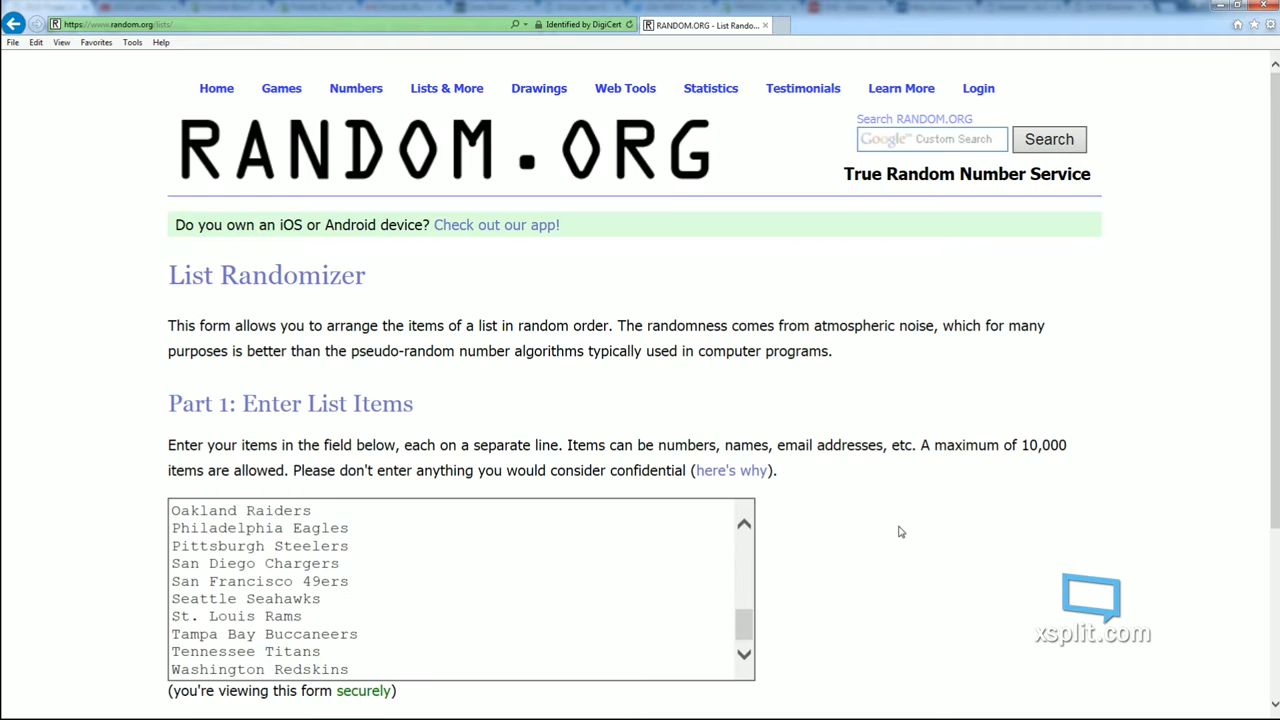 https://www.random.org/lists/
Identified by DigiCert
RANDOM.ORG - List Rando...
File Edit View Favorites Tools Help
Home Games Numbers Lists & More Drawings Web Tools Statistics Testimonials Learn More Login
RANDOM.ORG
Search RANDOM.ORG
Google™ Custom Search Search
True Random Number Service
Do you own an iOS or Android device? Check out our app!
List Randomizer
This form allows you to arrange the items of a list in random order. The randomness comes from atmospheric noise, which for many
purposes is better than the pseudo-random number algorithms typically used in computer programs.
Part 1: Enter List Items
Enter your items in the field below, each on a separate line. Items can be numbers, names, email addresses, etc. A maximum of 10,000
items are allowed. Please don't enter anything you would consider confidential (here's why).
Oakland Raiders
Philadelphia Eagles
Pittsburgh Steelers
San Diego Chargers
San Francisco 49ers
Seattle Seahawks
St. Louis Rams
Tampa Bay Buccaneers
Tennessee Titans
Washington Redskins
(you're viewing this form securely)
xsplit.com